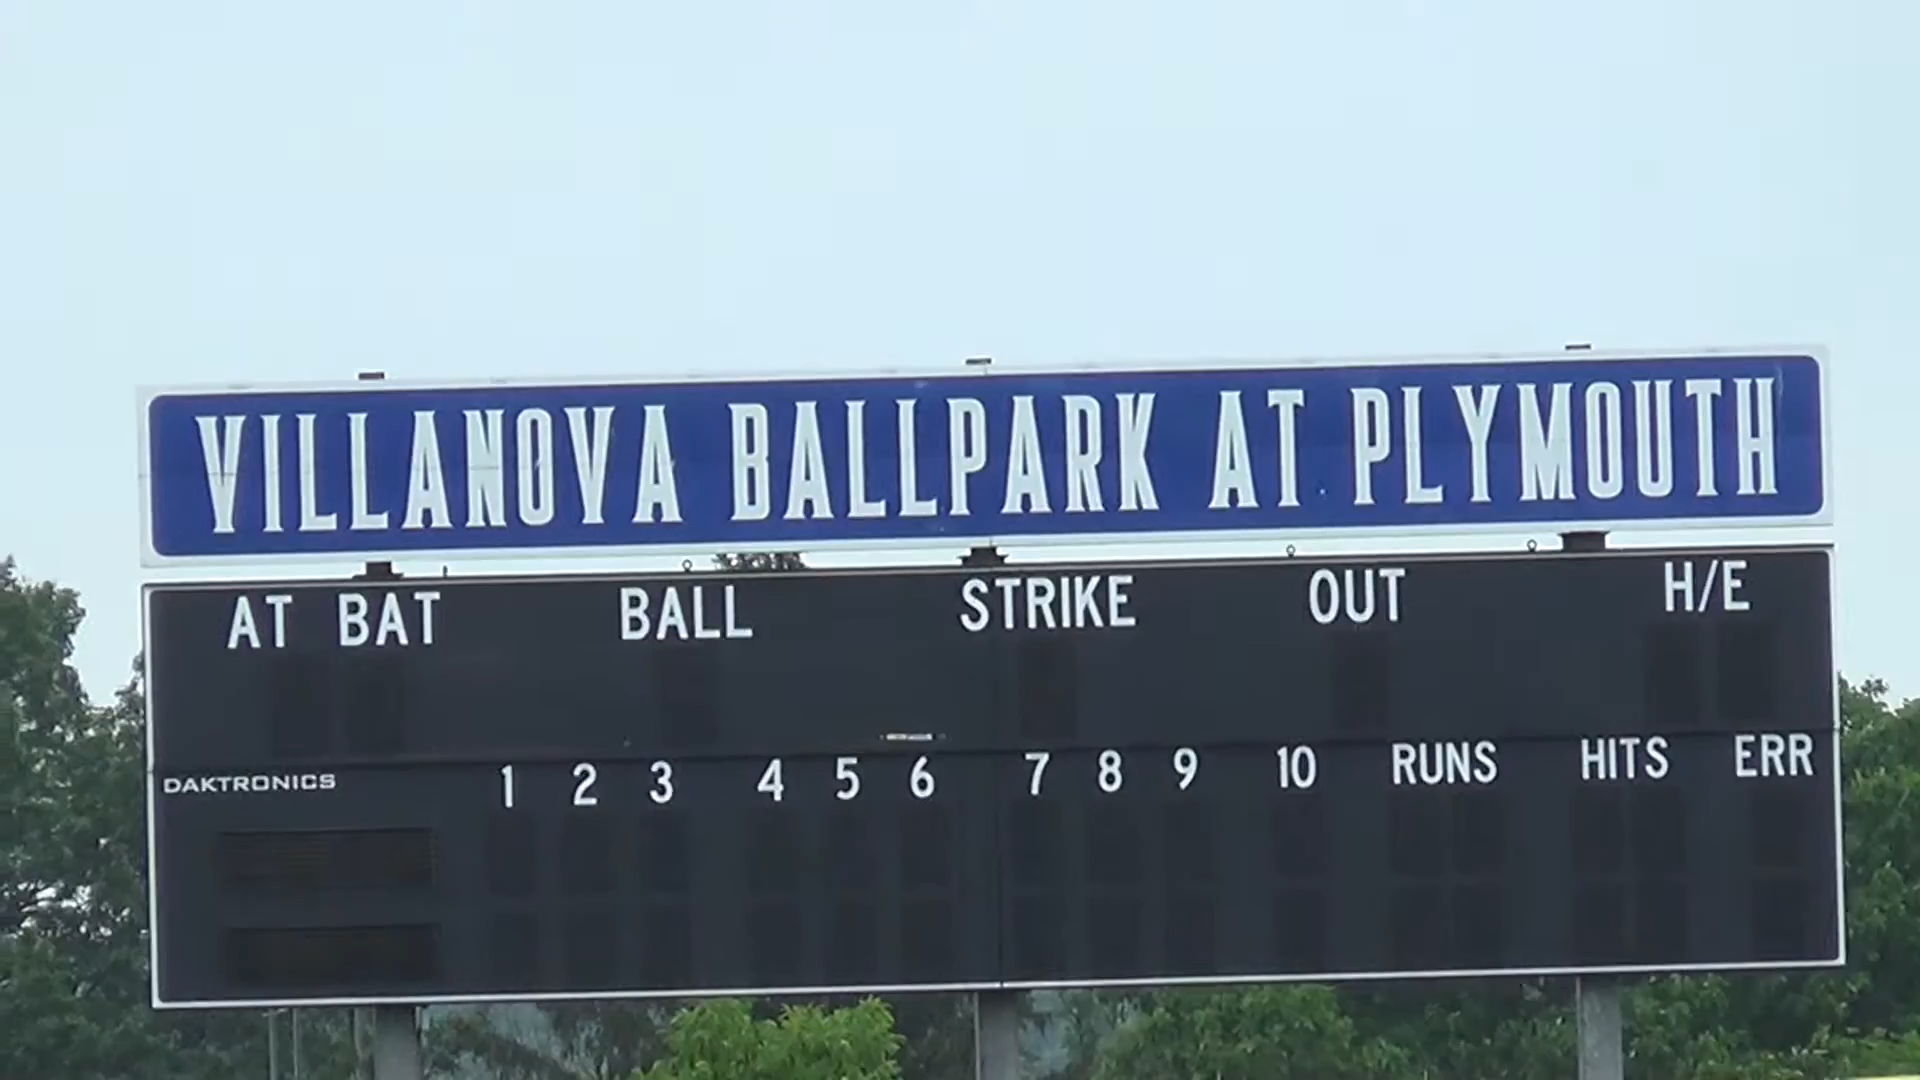 VILLANOVA BALLPARK AT PLYMOUTH
AT BAT BALL STRIKE OUT H/E
DAKTRONICS 1 2 3 4 5 6 7 8 9 10 RUNS HITS ERR